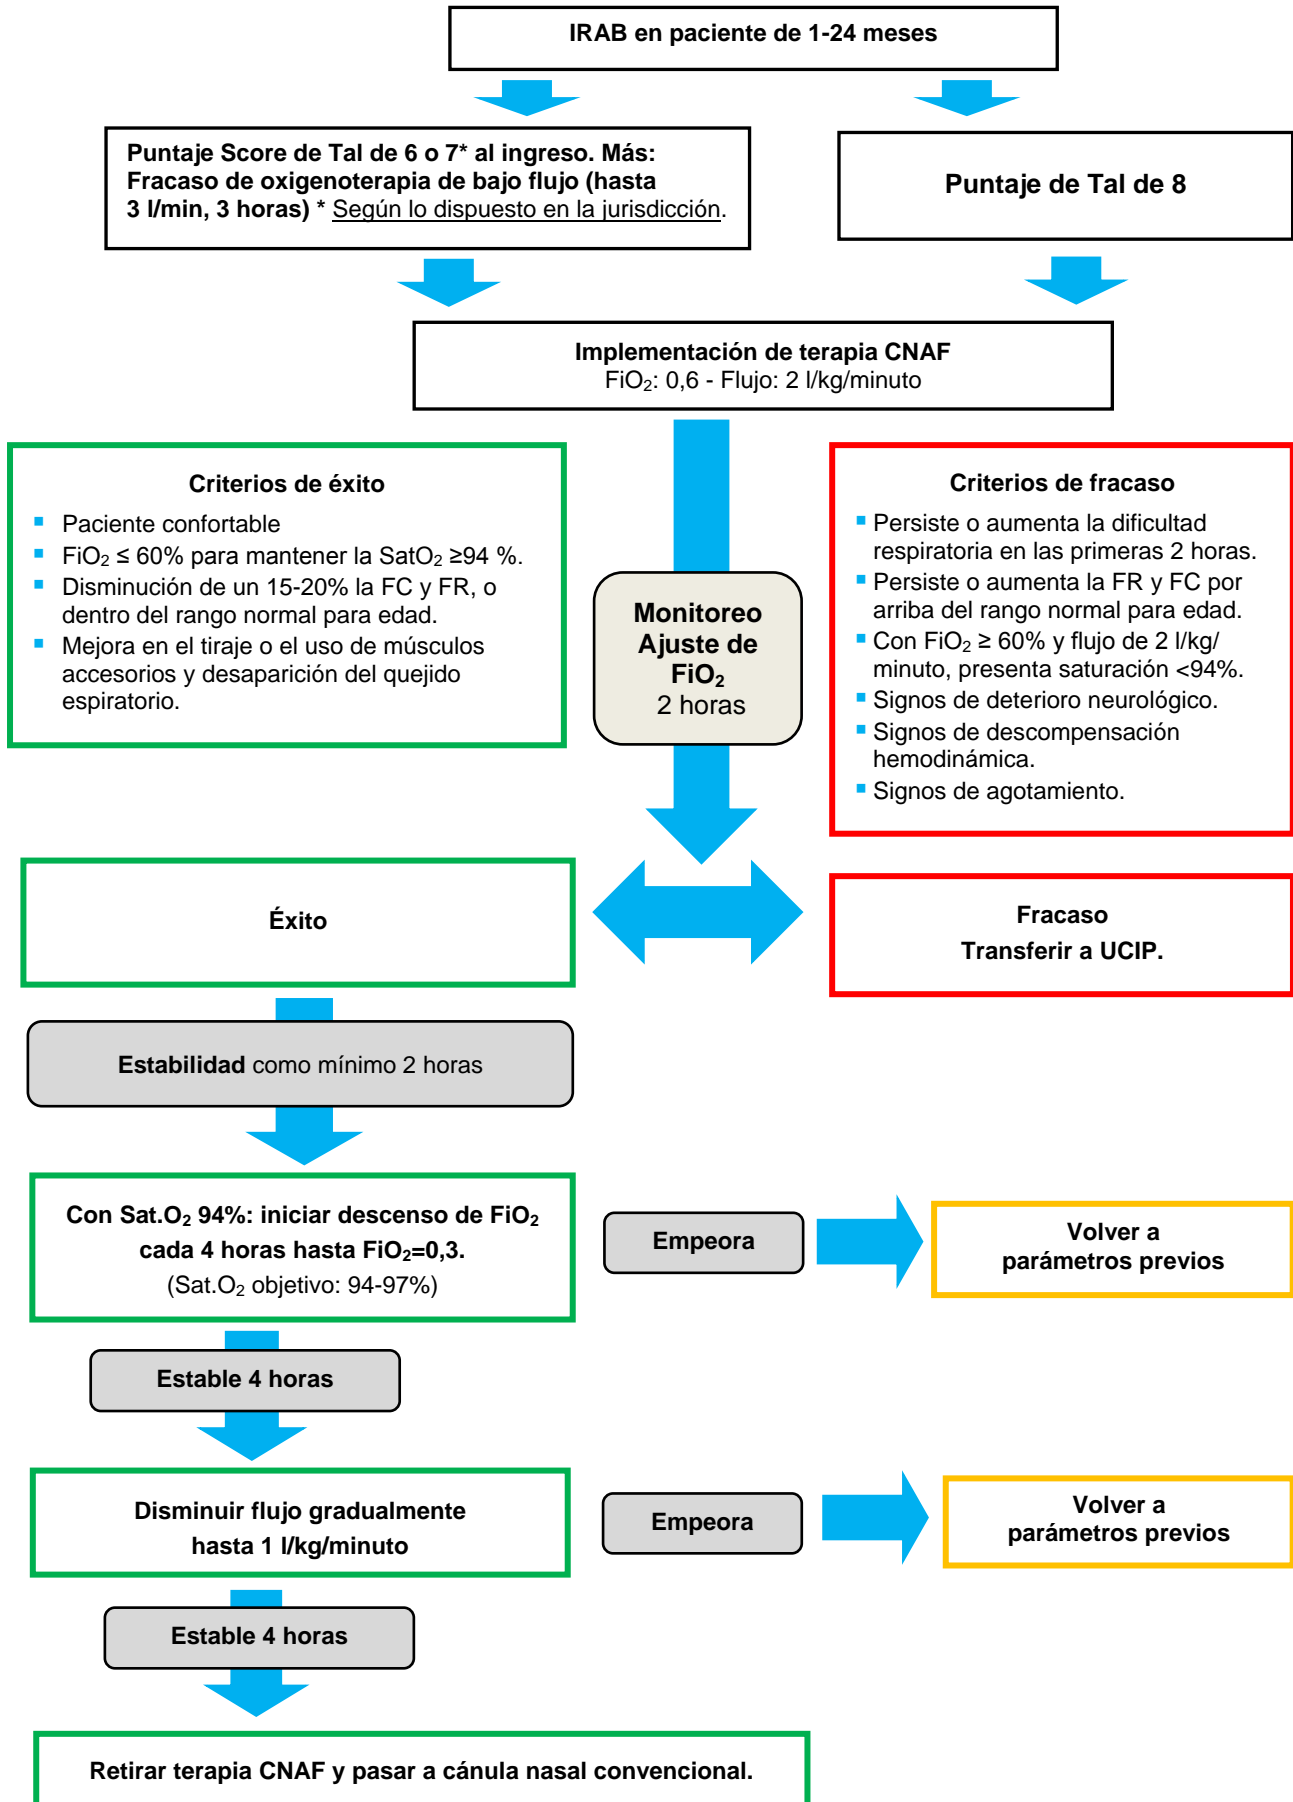 IRAB en paciente de 1-24 meses
Puntaje Score de Tal de 6 o 7* al ingreso. Más:
Fracaso de oxigenoterapia de bajo flujo (hasta
3 l/min, 3 horas) * Según lo dispuesto en la jurisdicción.
Puntaje de Tal de 8
Implementación de terapia CNAF
FiO₂: 0,6 - Flujo: 2 l/kg/minuto
Criterios de éxito
▪ Paciente confortable
▪ FiO₂ ≤ 60% para mantener la SatO₂ ≥94 %.
▪ Disminución de un 15-20% la FC y FR, o
dentro del rango normal para edad.
▪ Mejora en el tiraje o el uso de músculos
accesorios y desaparición del quejido
espiratorio.
Monitoreo
Ajuste de
FiO₂
2 horas
Criterios de fracaso
▪ Persiste o aumenta la dificultad
respiratoria en las primeras 2 horas.
▪ Persiste o aumenta la FR y FC por
arriba del rango normal para edad.
▪ Con FiO₂ ≥ 60% y flujo de 2 l/kg/
minuto, presenta saturación <94%.
▪ Signos de deterioro neurológico.
▪ Signos de descompensación
hemodinámica.
▪ Signos de agotamiento.
Éxito
Fracaso
Transferir a UCIP.
Estabilidad como mínimo 2 horas
Con Sat.O₂ 94%: iniciar descenso de FiO₂
cada 4 horas hasta FiO₂=0,3.
(Sat.O₂ objetivo: 94-97%)
Empeora
Volver a
parámetros previos
Estable 4 horas
Disminuir flujo gradualmente
hasta 1 l/kg/minuto
Empeora
Volver a
parámetros previos
Estable 4 horas
Retirar terapia CNAF y pasar a cánula nasal convencional.